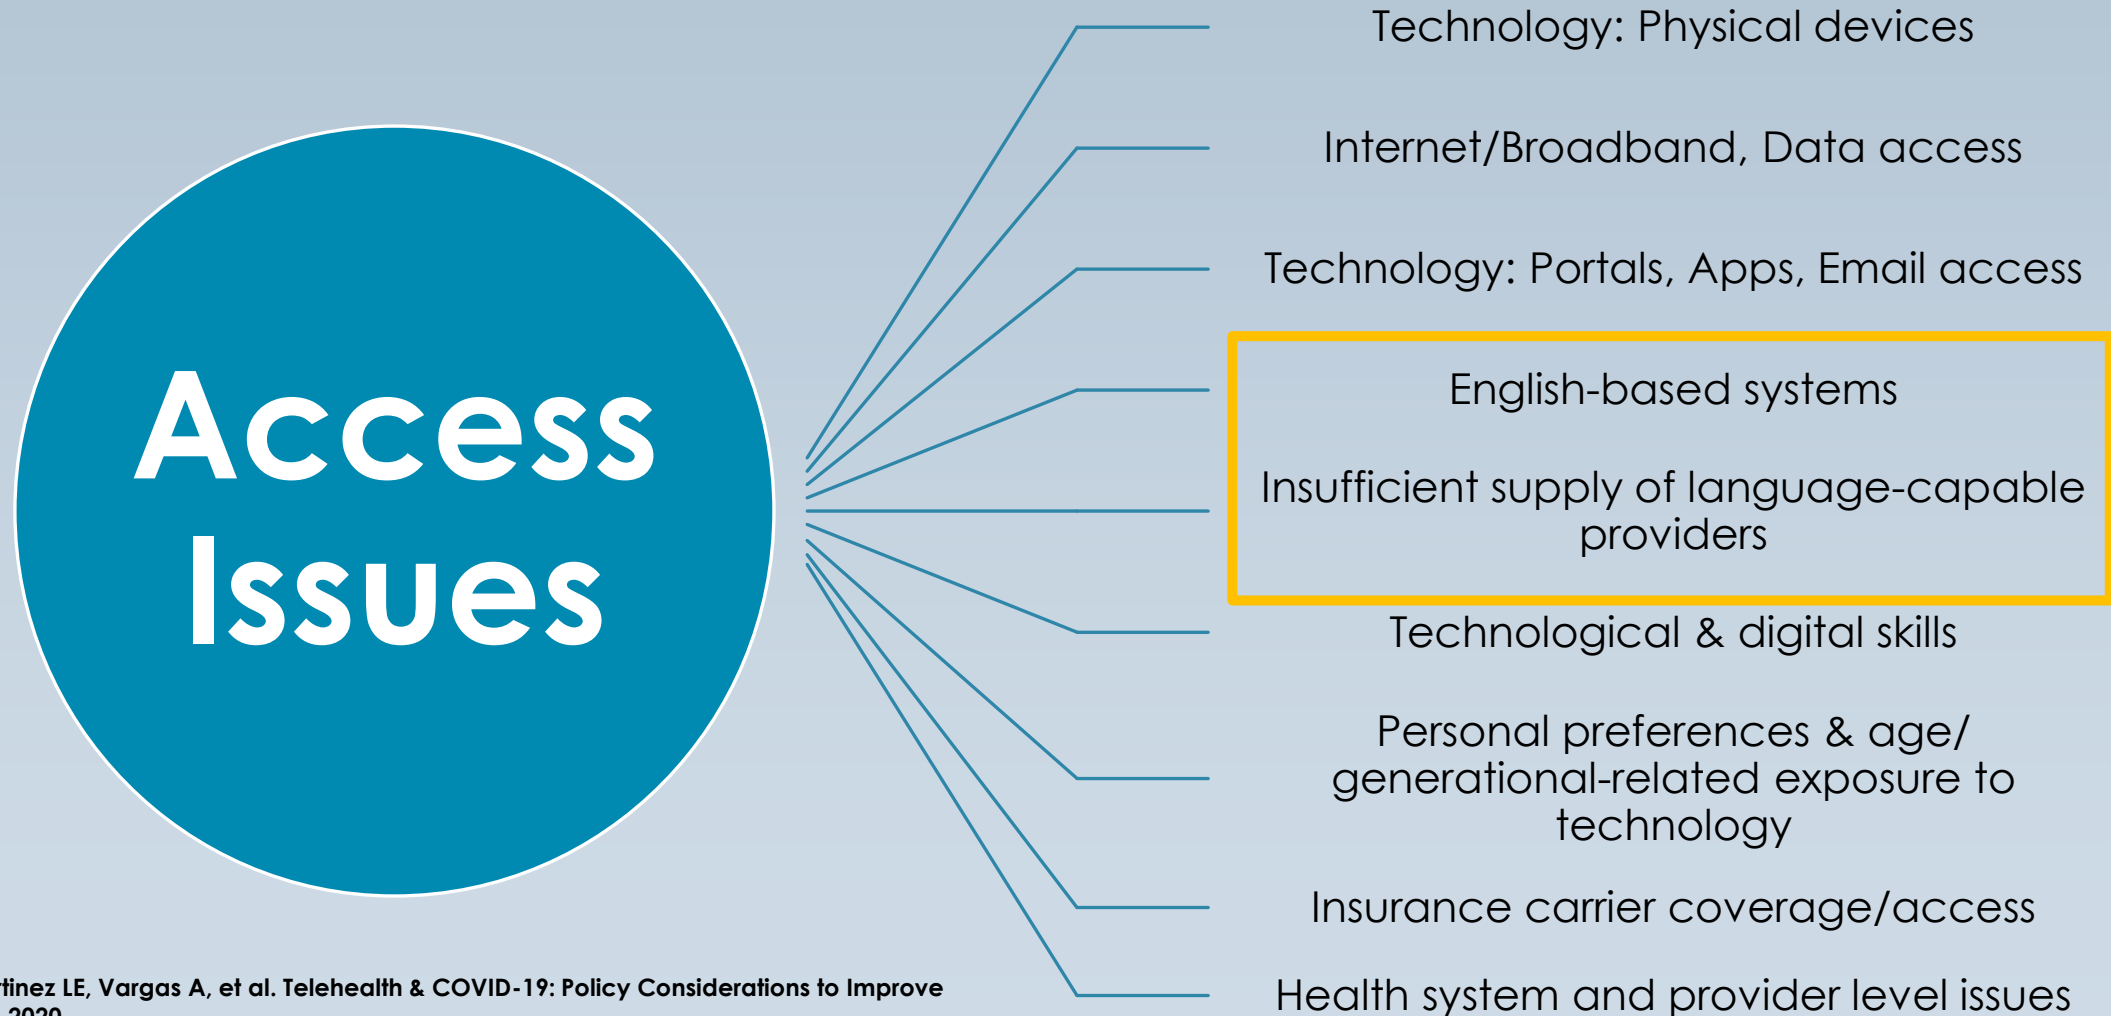 Access
Issues
Technology: Physical devices
Internet/Broadband, Data access
Technology: Portals, Apps, Email access
English-based systems
Insufficient supply of language-capable
providers
Technological & digital skills
Personal preferences & age/
generational-related exposure to
technology
Insurance carrier coverage/access
Health system and provider level issues
LE, Vargas A, et al. Telehealth & COVID-19: Policy Considerations to Improve
2020